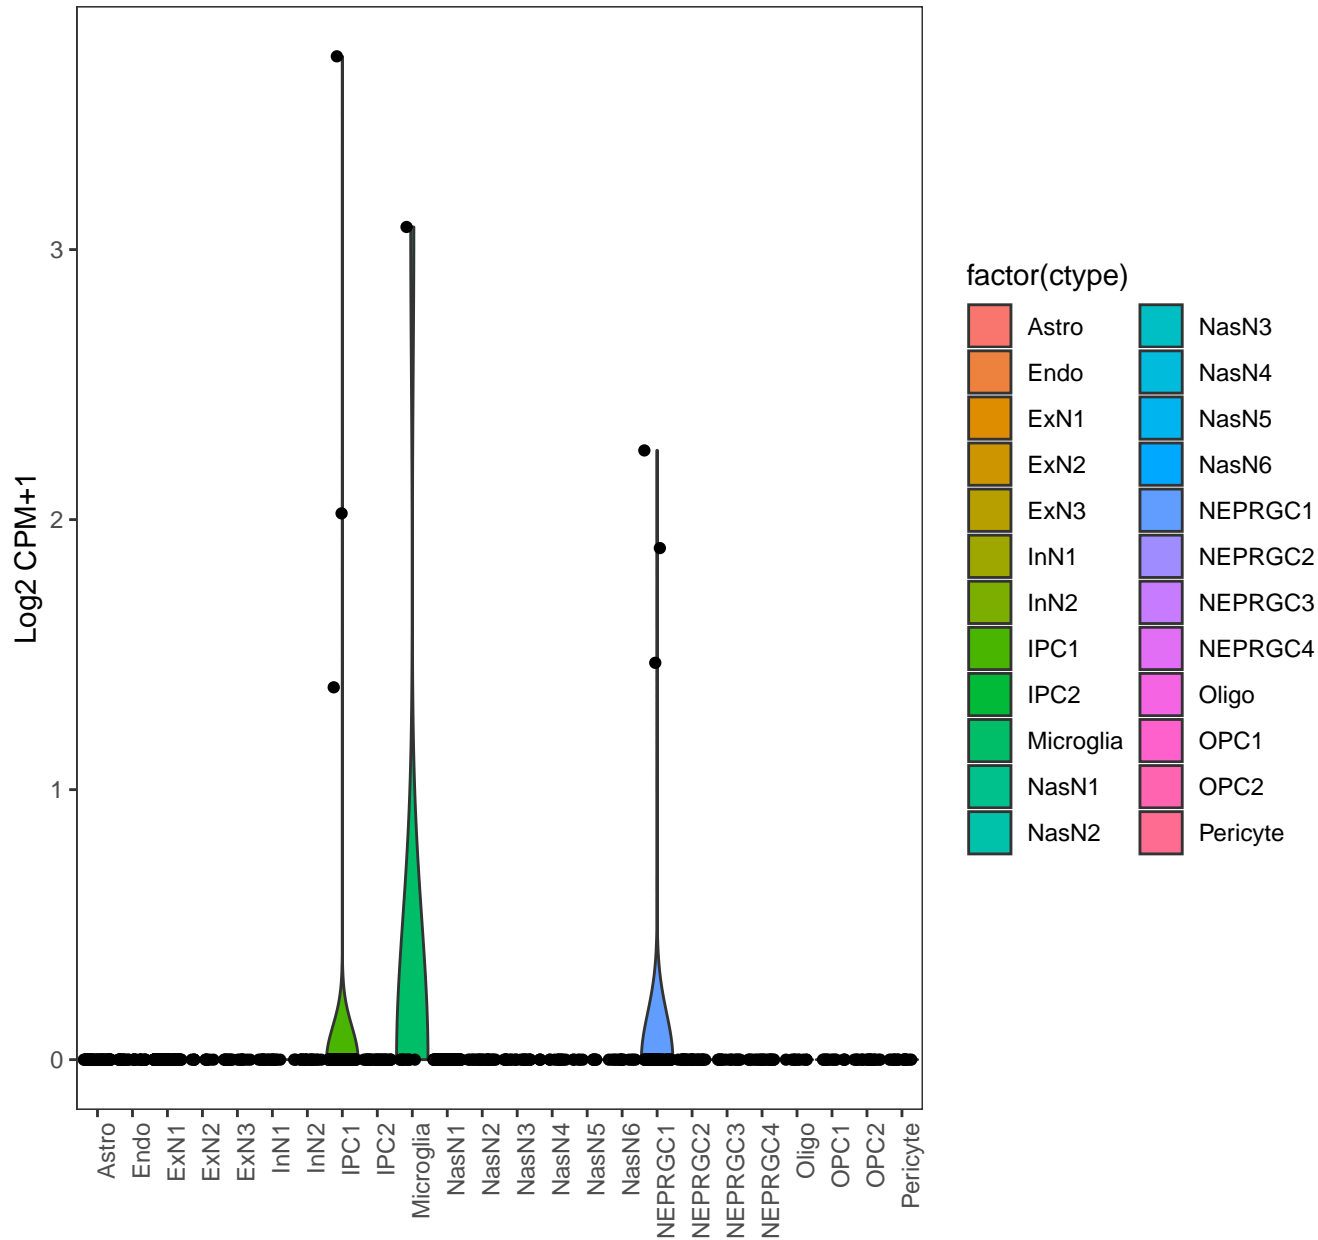 Log2 CPM+1
3
2
1
0
Astro
Endo
ExN1
ExN2
ExN3
InN1
InN2
IPC1
IPC2
Microglia
NasN1
NasN2
NasN3
NasN4
NasN5
NasN6
NEPRGC1
NEPRGC2
NEPRGC3
NEPRGC4
Oligo
OPC1
OPC2
Pericyte
factor(ctype)
Astro
Endo
ExN1
ExN2
ExN3
InN1
InN2
IPC1
IPC2
Microglia
NasN1
NasN2
NasN3
NasN4
NasN5
NasN6
NEPRGC1
NEPRGC2
NEPRGC3
NEPRGC4
Oligo
OPC1
OPC2
Pericyte